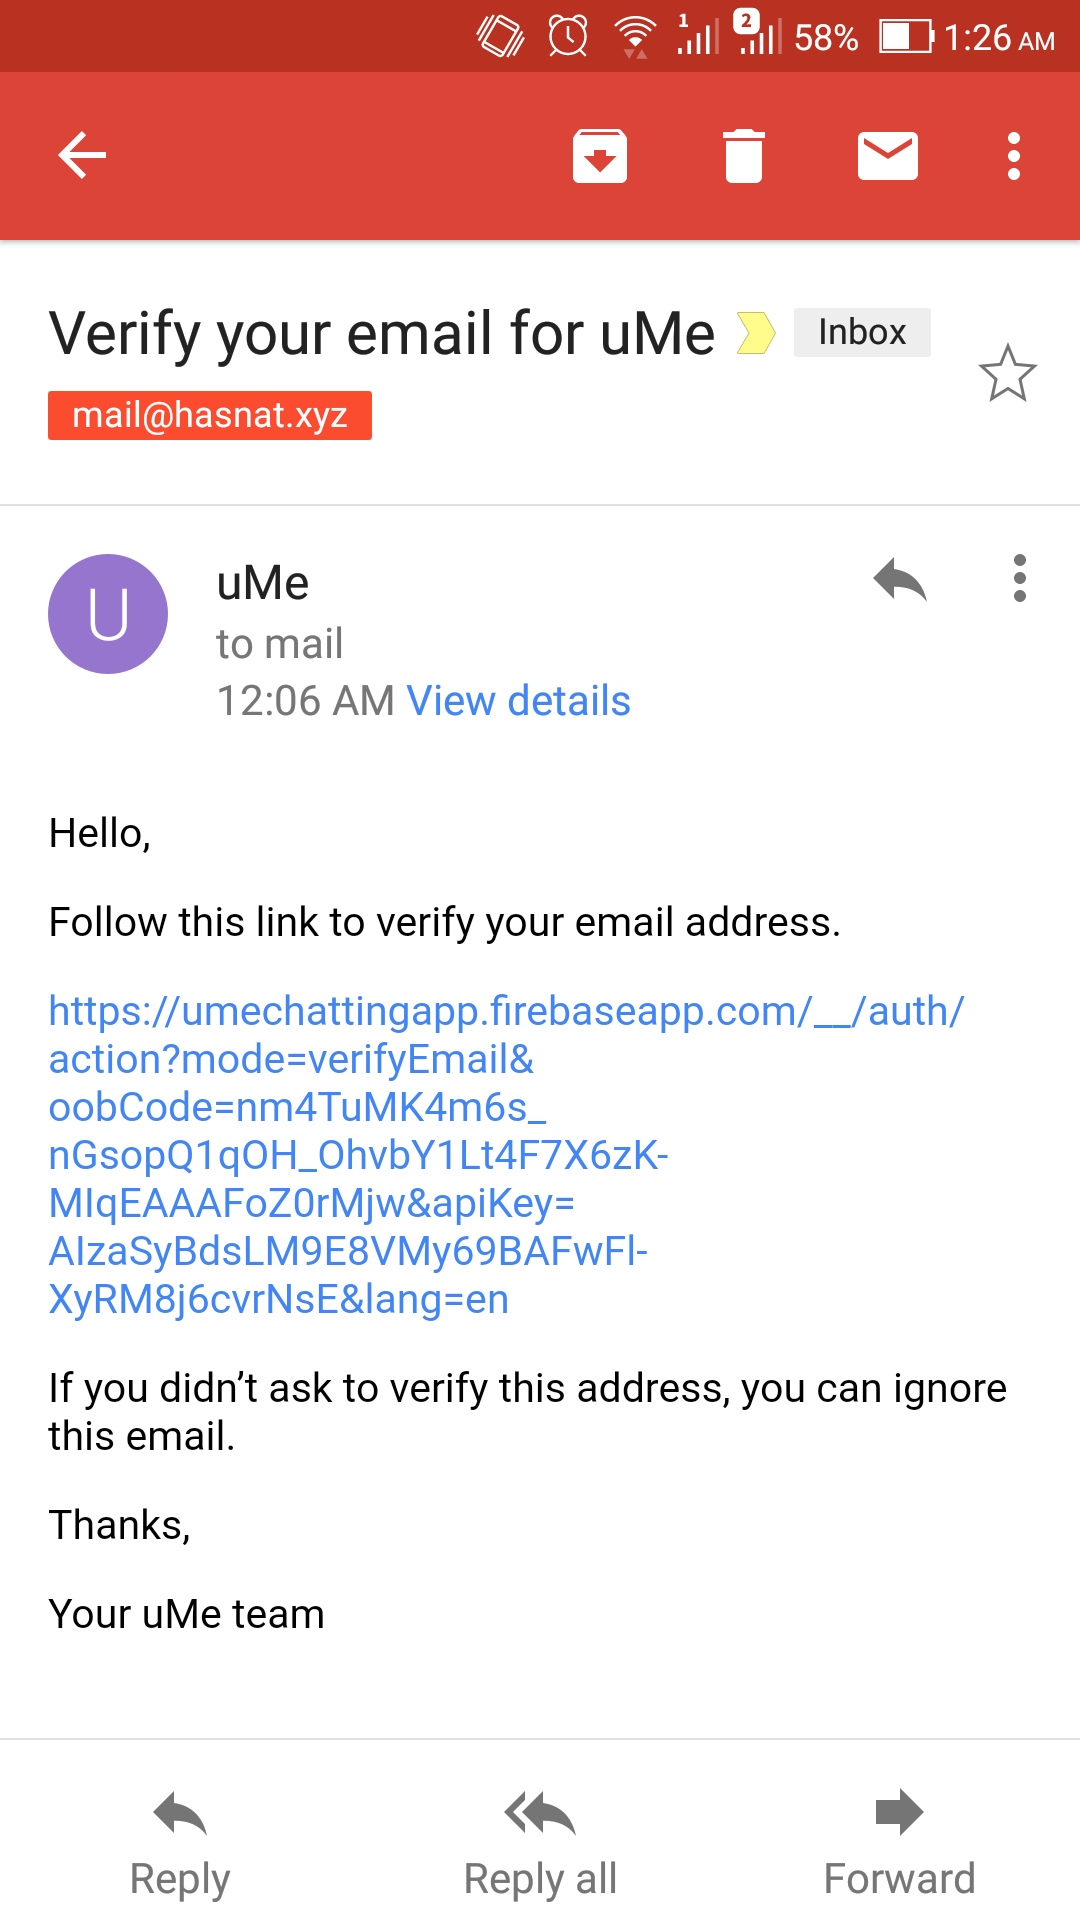 1 2 58% 1:26 AM
Verify your email for uMe Inbox
mail@hasnat.xyz
U
uMe
to mail
12:06 AM View details
Hello,
Follow this link to verify your email address.
https://umechattingapp.firebaseapp.com/__/auth/
action?mode=verifyEmail&
oobCode=nm4TuMK4m6s_
nGsopQ1qOH_OhvbY1Lt4F7X6zK-
MIqEAAAFoZ0rMjw&apiKey=
AIzaSyBdsLM9E8VMy69BAFwFl-
XyRM8j6cvrNsE&lang=en
If you didn’t ask to verify this address, you can ignore
this email.
Thanks,
Your uMe team
Reply Reply all Forward